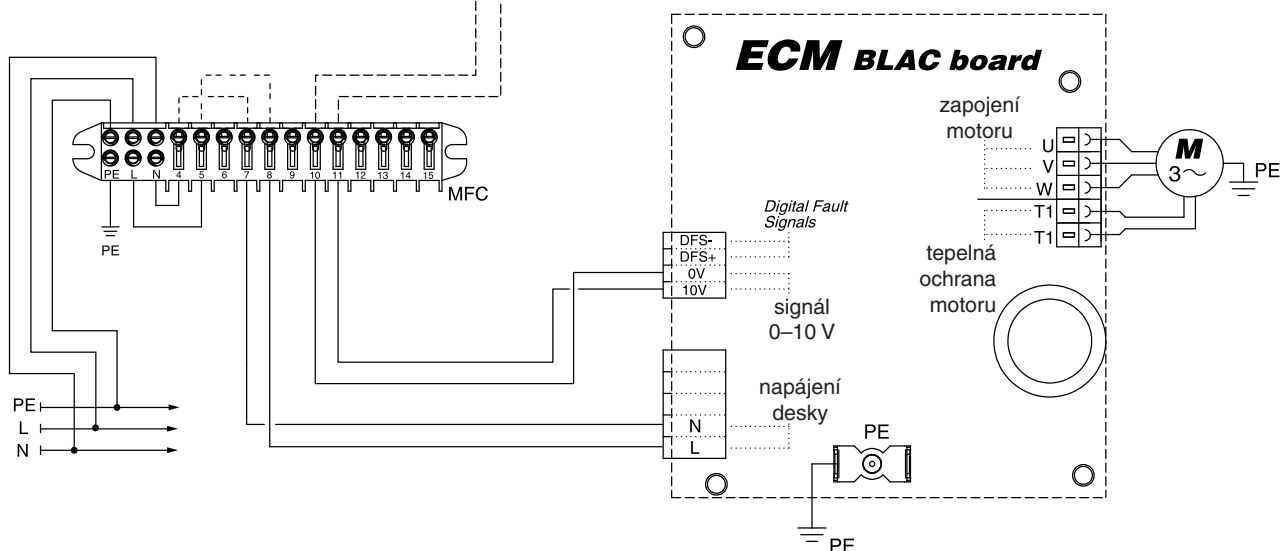 ECM BLAC board
zapojení
motoru
U
V
W
T1
T1
M
3~
PE
PE L N 4 5 6 7 8 9 10 11 12 13 14 15
MFC
PE
Digital Fault
Signals
DFS-
DFS+
0V
10V
signál
0–10 V
tepelná
ochrana
motoru
napájení
desky
N
L
PE
L
N
PE
PE